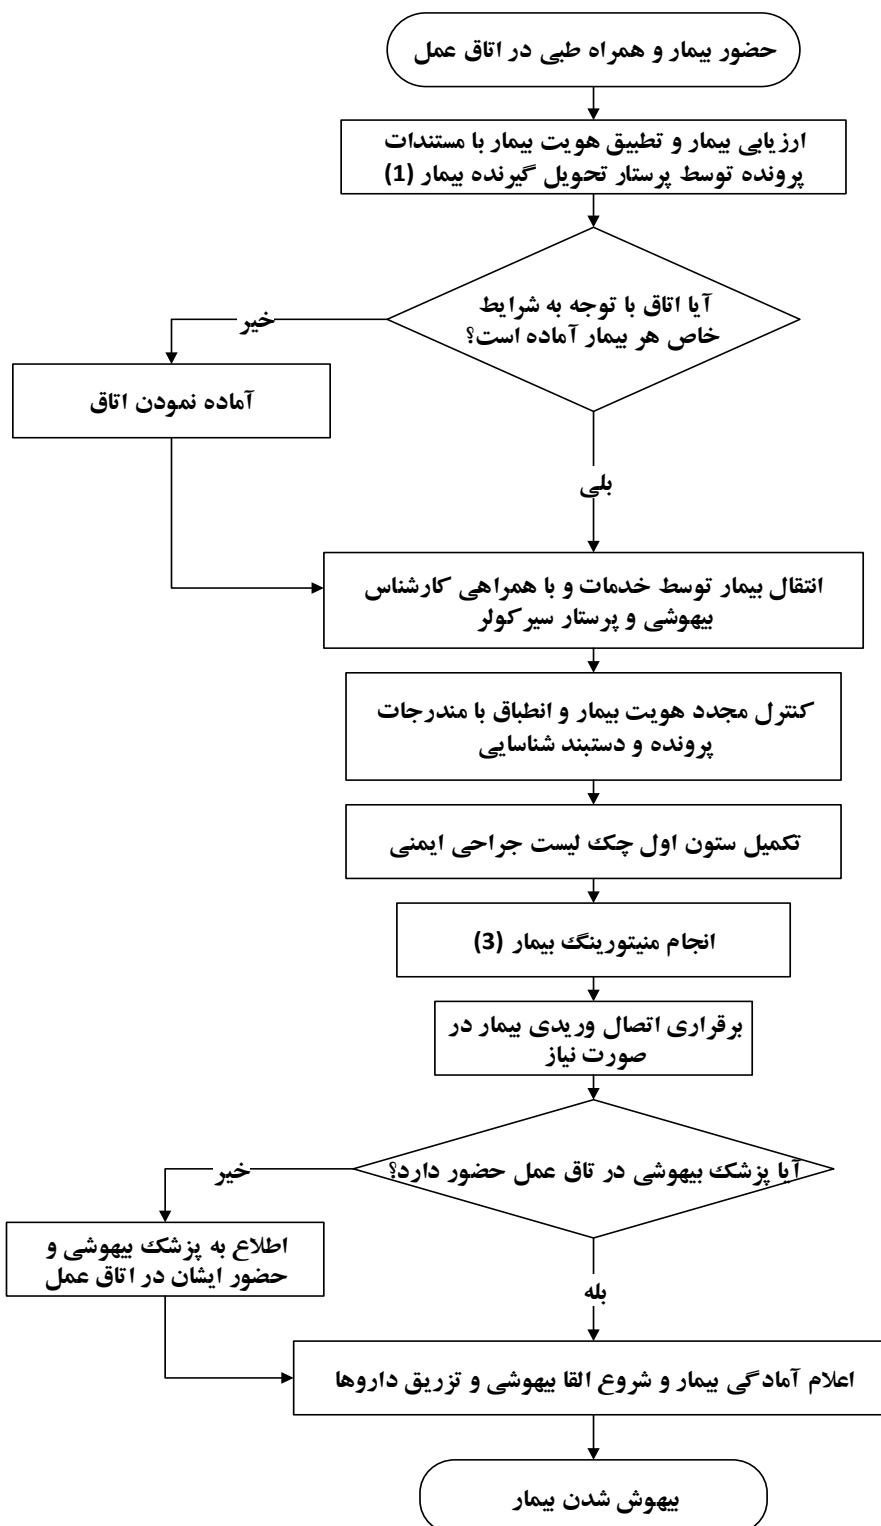 حضور بیمار و همراه طبی در اتاق عمل
ارزیابی بیمار و تطبیق هویت بیمار با مستندات
پرونده توسط پرستار تحویل گیرنده بیمار (1)
آیا اتاق با توجه به شرایط
خاص هر بیمار آماده است؟
خیر
آماده نمودن اتاق
بلی
انتقال بیمار توسط خدمات و با همراهی کارشناس
بیهوشی و پرستار سیرکولر
کنترل مجدد هویت بیمار و انطباق با مندرجات
پرونده و دستبند شناسایی
تکمیل ستون اول چک لیست جراحی ایمنی
انجام منیتورینگ بیمار (3)
برقراری اتصال وریدی بیمار در
صورت نیاز
آیا پزشک بیهوشی در تاق عمل حضور دارد؟
خیر
اطلاع به پزشک بیهوشی و
حضور ایشان در اتاق عمل
بله
اعلام آمادگی بیمار و شروع القا بیهوشی و تزریق داروها
بیهوش شدن بیمار